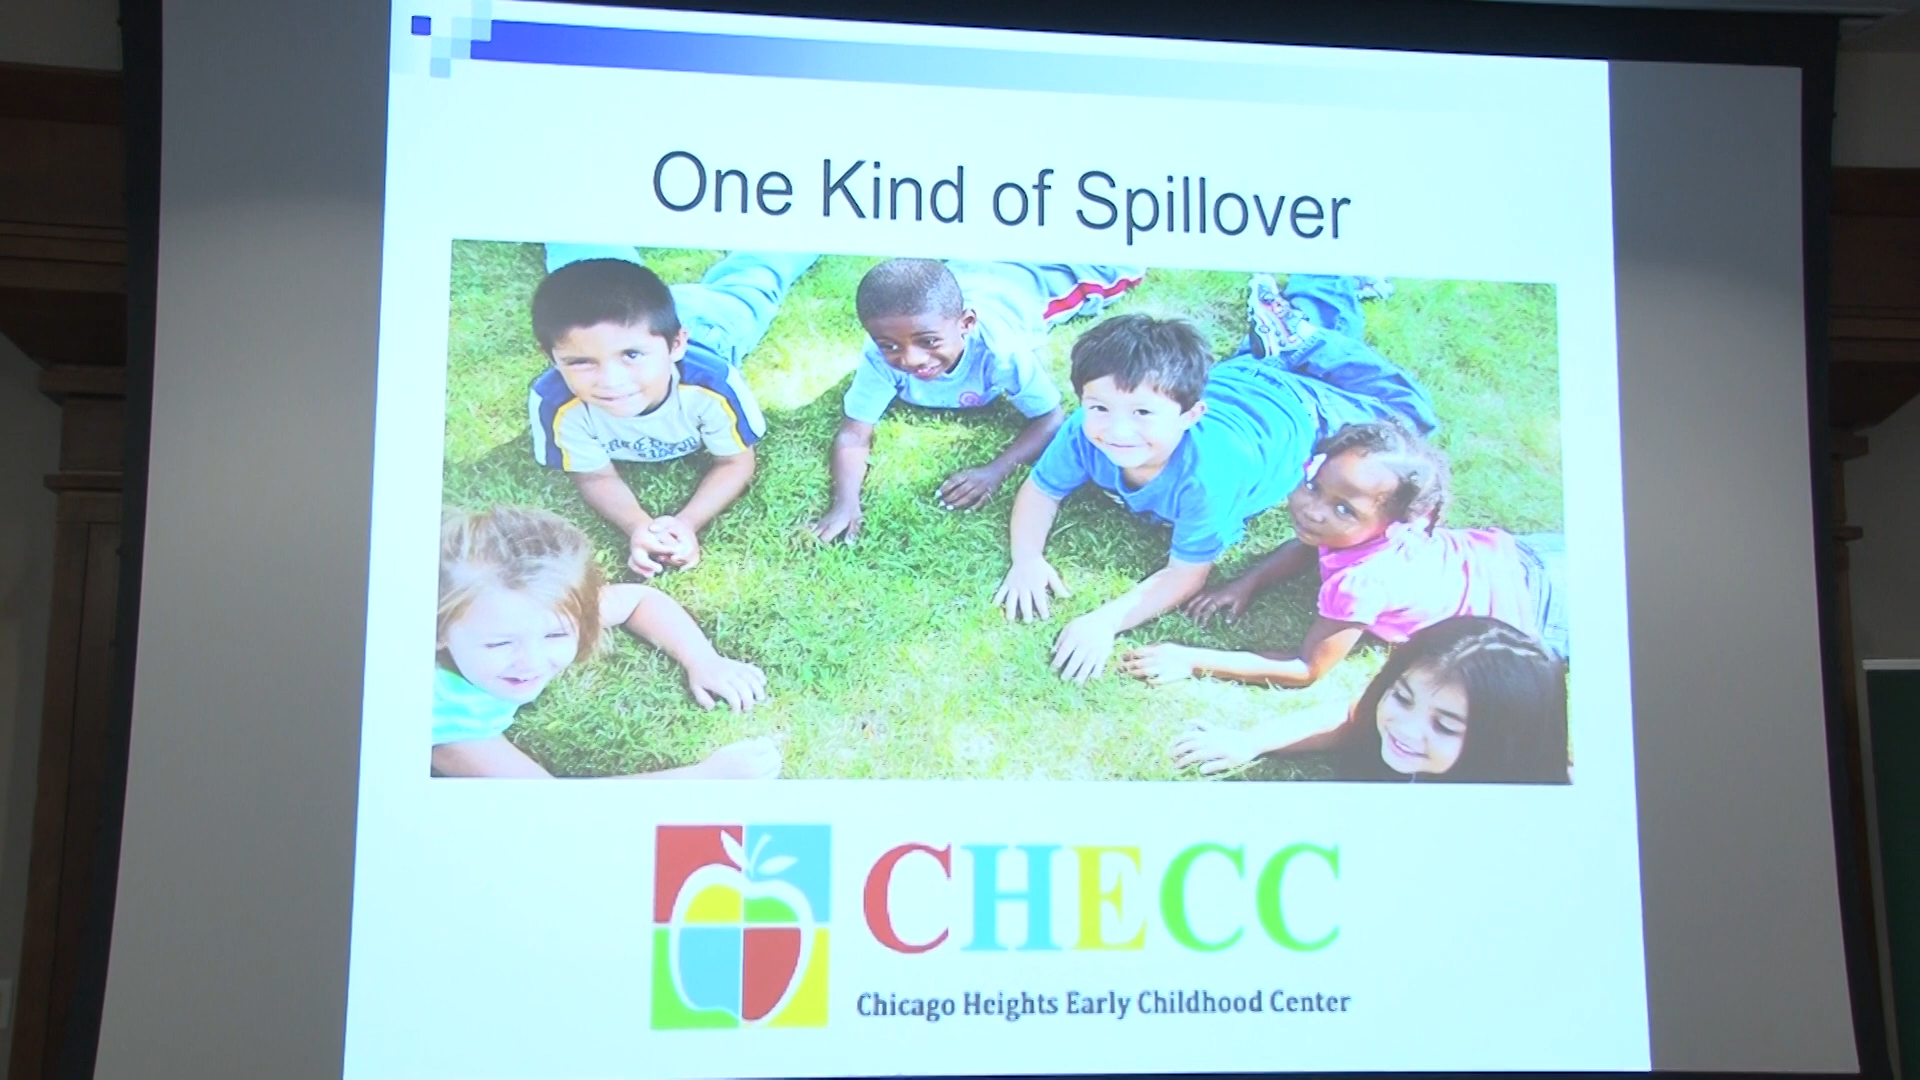 One Kind of Spillover
CHECC
Chicago Heights Early Childhood Center